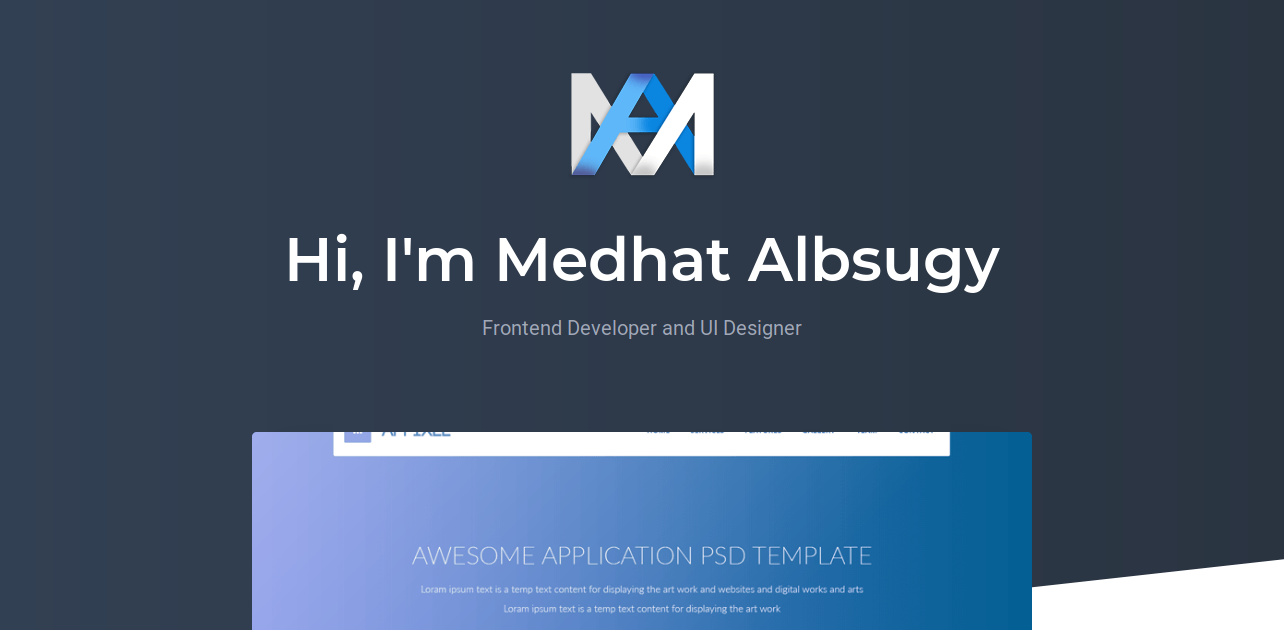 Hi, I'm Medhat Albsugy
Frontend Developer and UI Designer
AWESOME APPLICATION PSD TEMPLATE
Loram ipsum text is a temp text content for displaying the art work and websites and digital works and arts
Loram ipsum text is a temp text content for displaying the art work